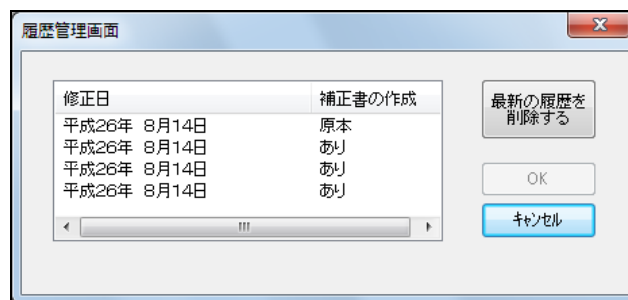 履歴管理画面
修正日 補正書の作成
平成26年 8月14日 原本
平成26年 8月14日 あり
平成26年 8月14日 あり
平成26年 8月14日 あり
最新の履歴を
削除する
OK
ｷｬﾝｾﾙ